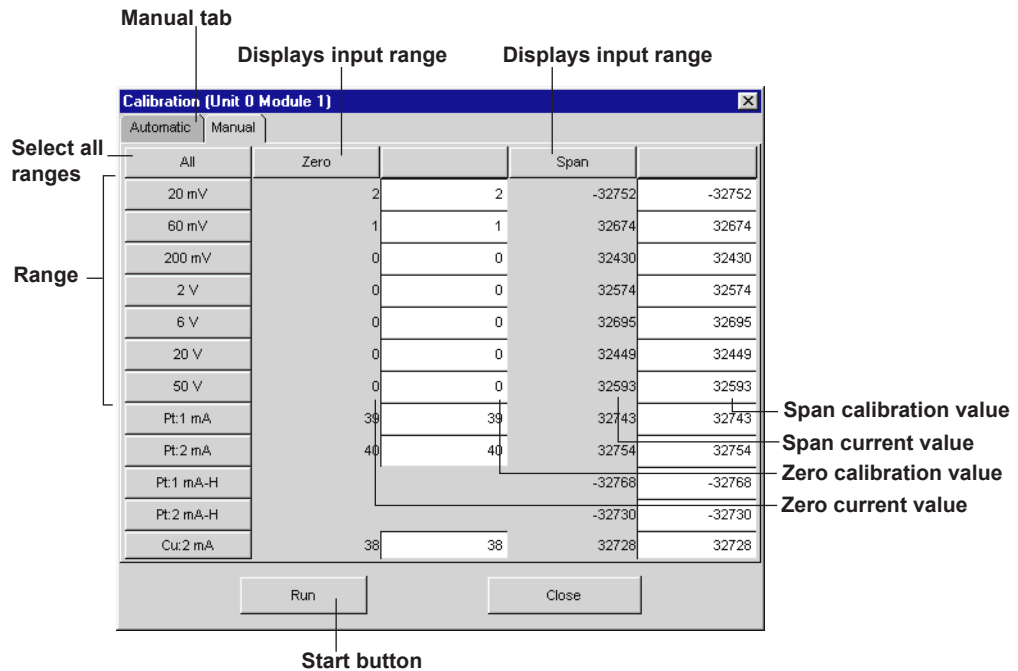 Manual tab
Displays input range Displays input range
Calibration (Unit 0 Module 1)
Automatic Manual
Select all ranges
All Zero Span
20 mV 2 2 -32752 -32752
60 mV 1 1 32674 32674
200 mV 0 0 32430 32430
Range
2 V 0 0 32574 32574
6 V 0 0 32695 32695
20 V 0 0 32449 32449
50 V 0 0 32593 32593
Pt:1 mA 39 39 32743 32743
Pt:2 mA 40 40 32754 32754
Pt:1 mA-H -32768 -32768
Pt:2 mA-H -32730 -32730
Cu:2 mA 38 38 32728 32728
Span calibration value
Span current value
Zero calibration value
Zero current value
Run Close
Start button